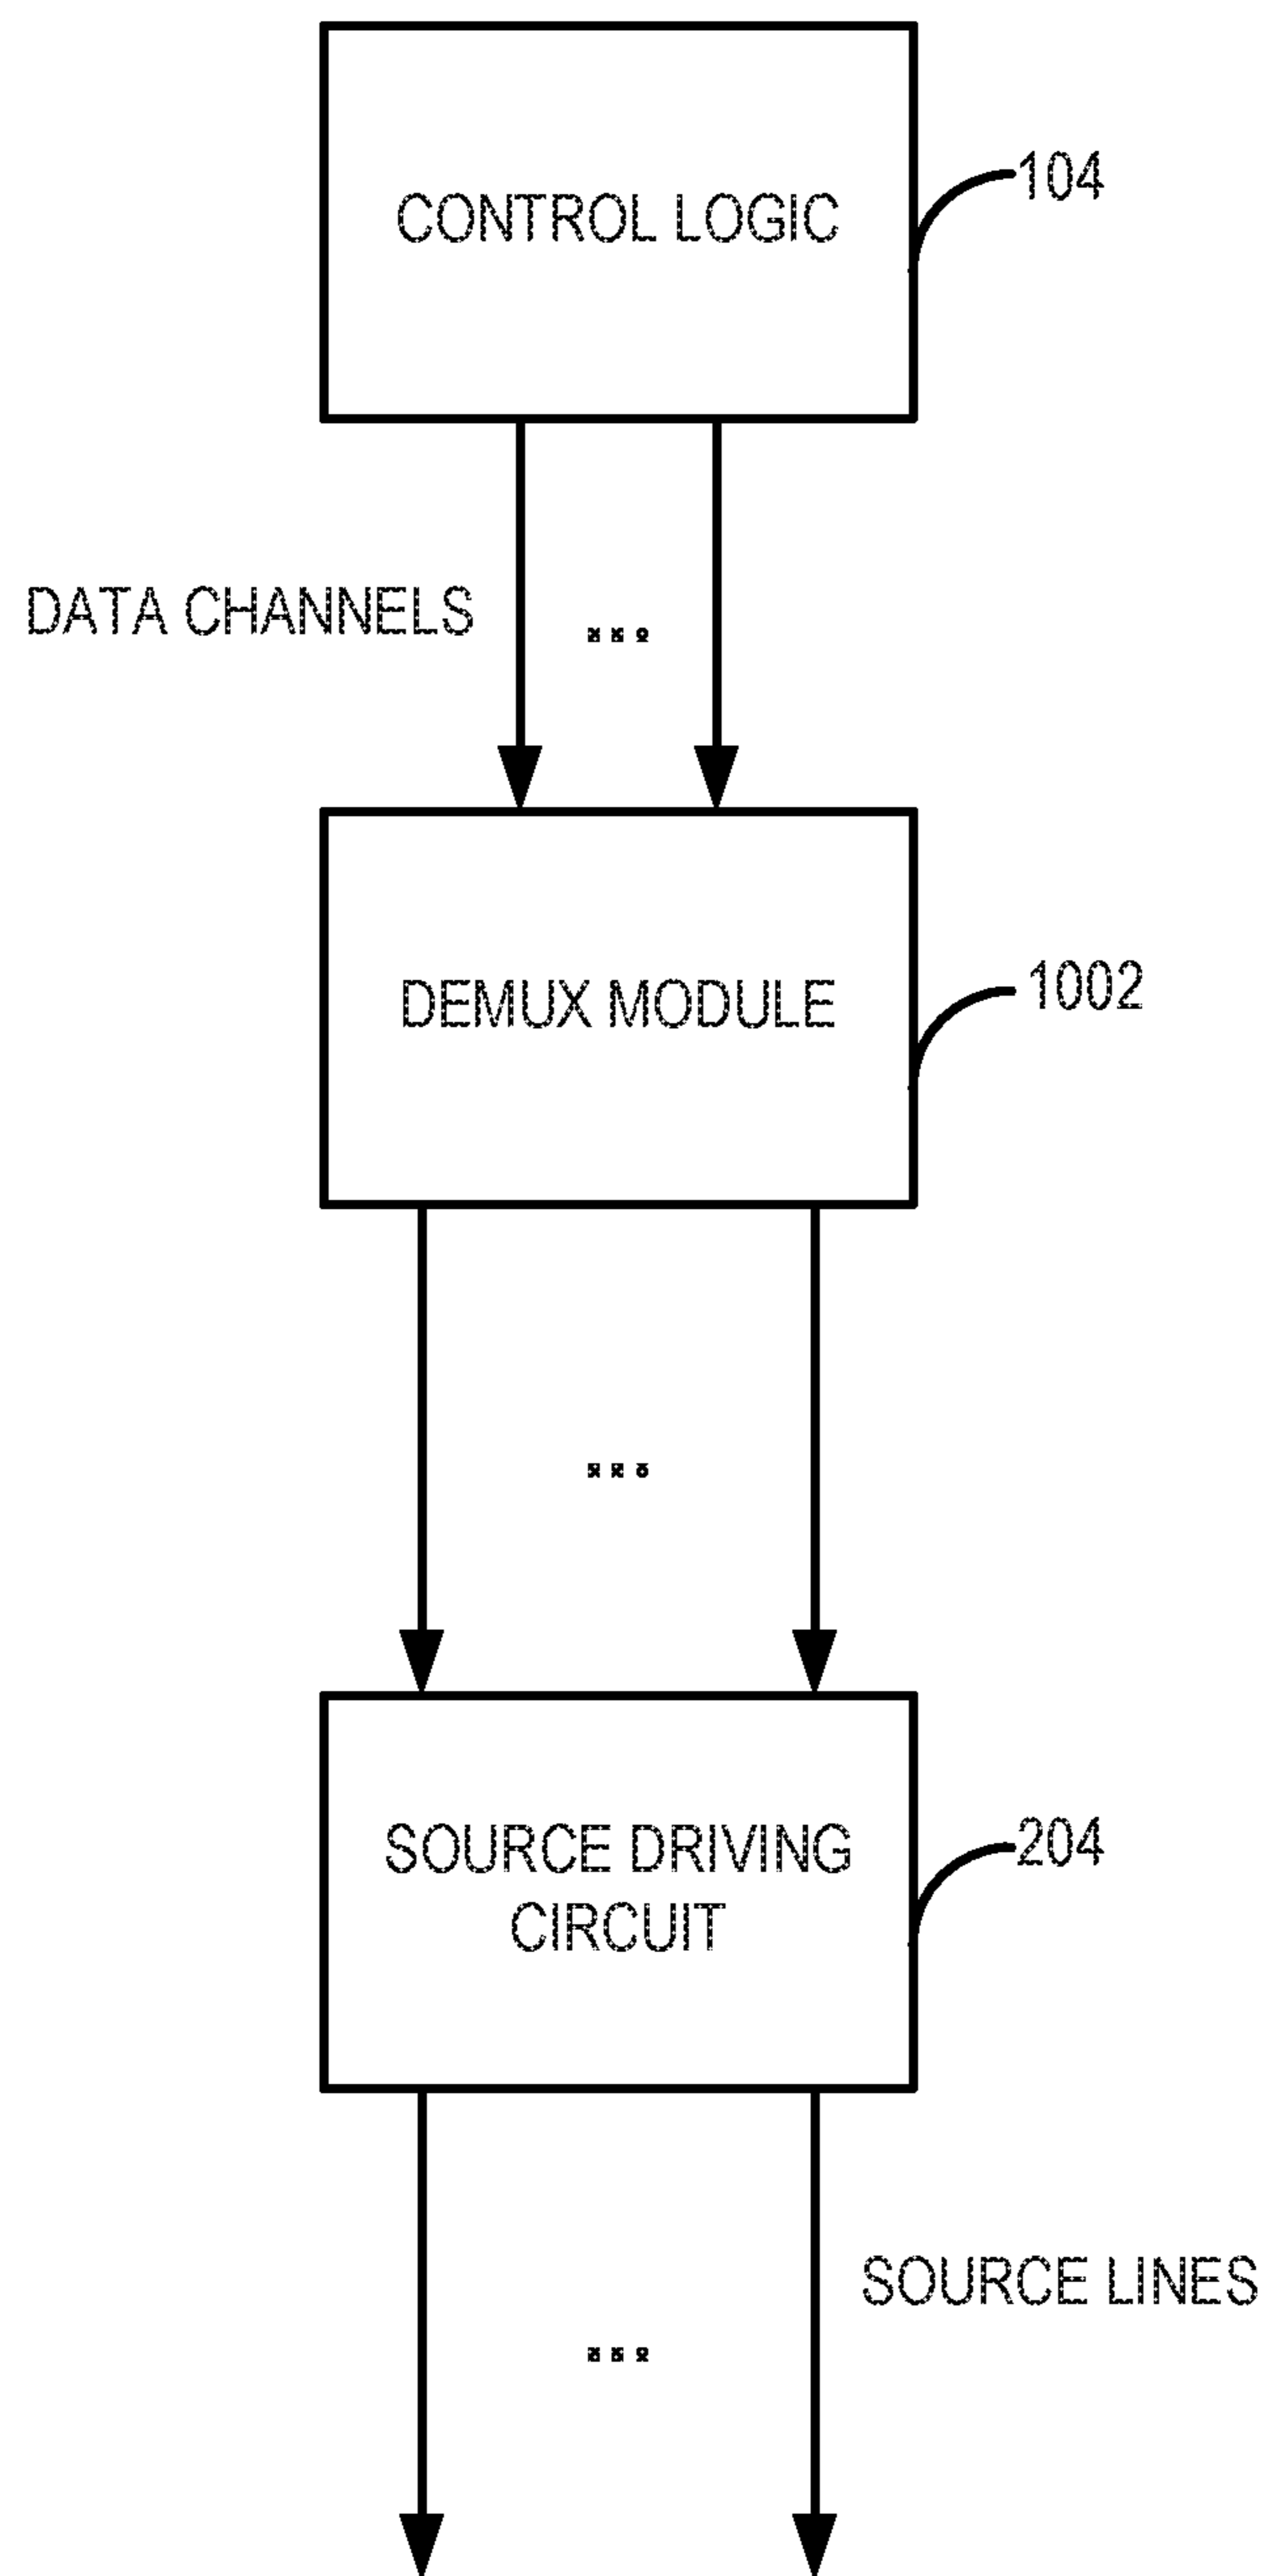 CONTROL LOGIC
104
DATA CHANNELS
...
DEMUX MODULE
1002
...
SOURCE DRIVING
CIRCUIT
204
SOURCE LINES
...